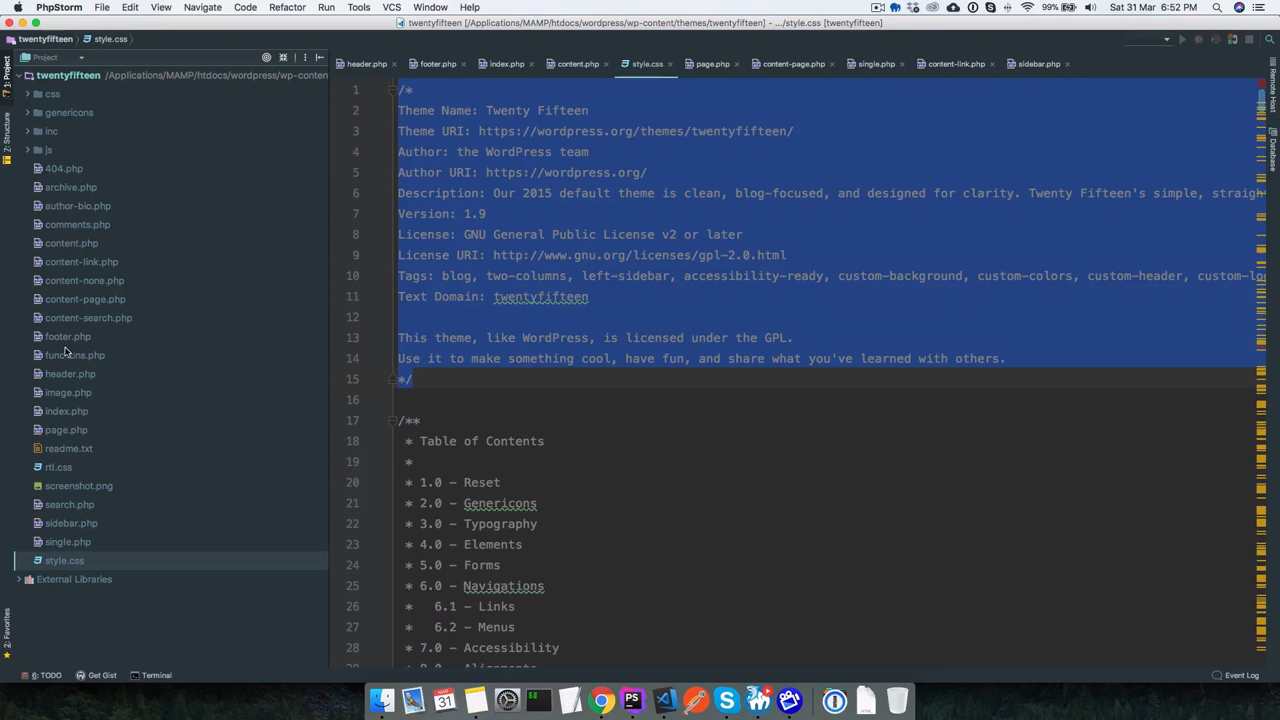 PhpStorm File Edit View Navigate Code Refactor Run Tools VCS Window Help 99% Sat 31 Mar 6:52 PM
twentyfifteen [/Applications/MAMP/htdocs/wordpress/wp-content/themes/twentyfifteen] - .../style.css [twentyfifteen]
twentyfifteen style.css
Project
header.php footer.php index.php content.php style.css page.php content-page.php single.php content-link.php sidebar.php
1: Project
2: Structure
2: Favorites
Remote Host
Database
twentyfifteen /Applications/MAMP/htdocs/wordpress/wp-conten
css
genericons
inc
js
404.php
archive.php
author-bio.php
comments.php
content.php
content-link.php
content-none.php
content-page.php
content-search.php
footer.php
functions.php
header.php
image.php
index.php
page.php
readme.txt
rtl.css
screenshot.png
search.php
sidebar.php
single.php
style.css
External Libraries
1 /*
2 Theme Name: Twenty Fifteen
3 Theme URI: https://wordpress.org/themes/twentyfifteen/
4 Author: the WordPress team
5 Author URI: https://wordpress.org/
6 Description: Our 2015 default theme is clean, blog-focused, and designed for clarity. Twenty Fifteen's simple, straigh
7 Version: 1.9
8 License: GNU General Public License v2 or later
9 License URI: http://www.gnu.org/licenses/gpl-2.0.html
10 Tags: blog, two-columns, left-sidebar, accessibility-ready, custom-background, custom-colors, custom-header, custom-lo
11 Text Domain: twentyfifteen
12
13 This theme, like WordPress, is licensed under the GPL.
14 Use it to make something cool, have fun, and share what you've learned with others.
15 */
16
17 /**
18 * Table of Contents
19 *
20 * 1.0 - Reset
21 * 2.0 - Genericons
22 * 3.0 - Typography
23 * 4.0 - Elements
24 * 5.0 - Forms
25 * 6.0 - Navigations
26 * 6.1 - Links
27 * 6.2 - Menus
28 * 7.0 - Accessibility
6: TODO Get Gist Terminal Event Log